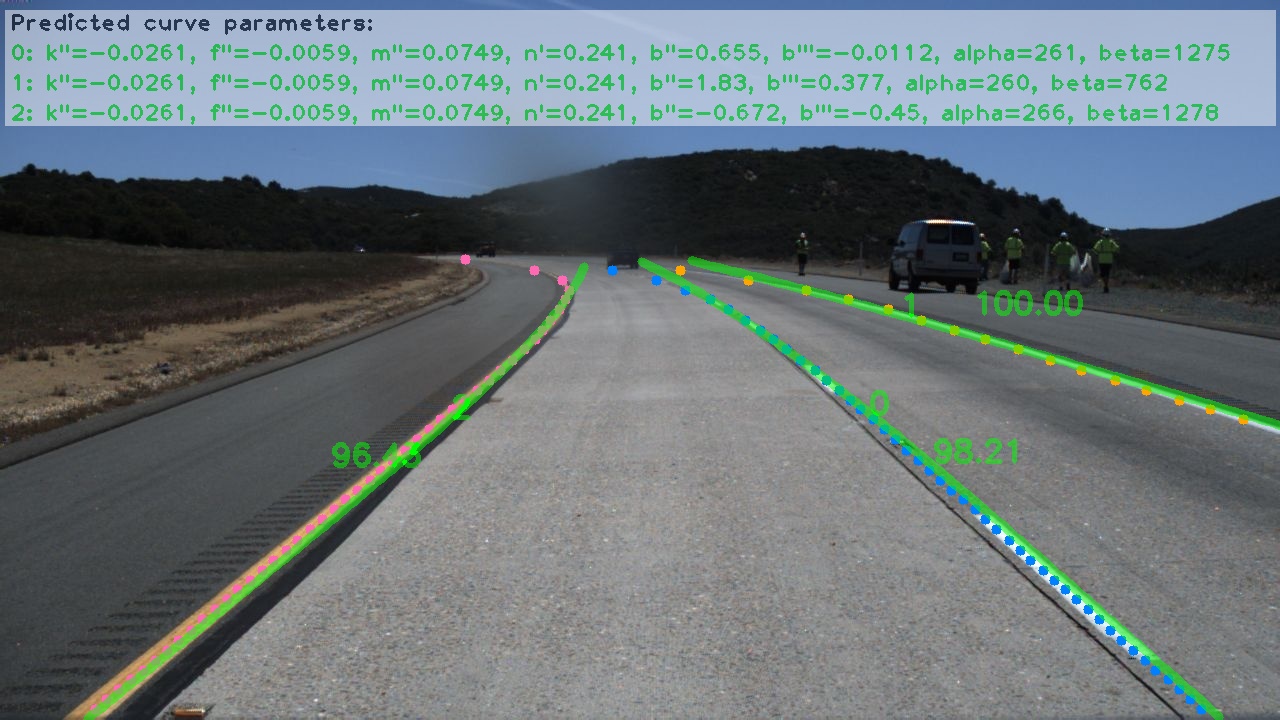 Predicted curve parameters:
0: k''=-0.0261, f''=-0.0059, m''=0.0749, n'=0.241, b''=0.655, b'''=-0.0112, alpha=261, beta=1275
1: k''=-0.0261, f''=-0.0059, m''=0.0749, n'=0.241, b''=1.83, b'''=0.377, alpha=260, beta=762
2: k''=-0.0261, f''=-0.0059, m''=0.0749, n'=0.241, b''=-0.672, b'''=-0.45, alpha=266, beta=1278
1 100.00
2 0
96.43 98.21